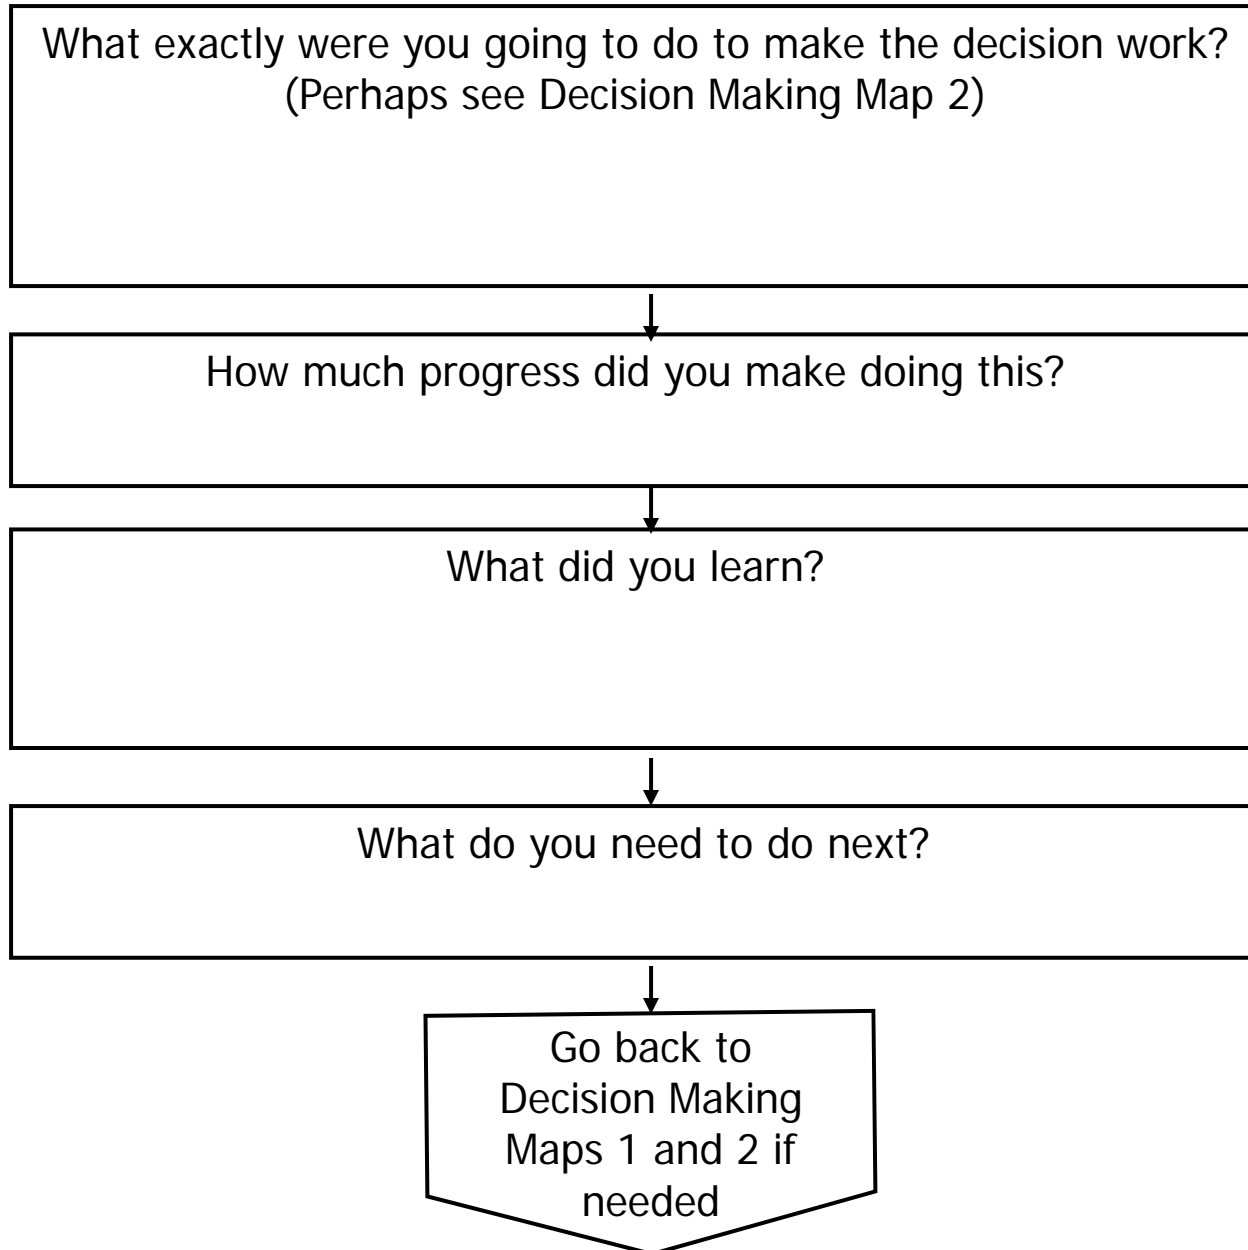 What exactly were you going to do to make the decision work?
(Perhaps see Decision Making Map 2)
How much progress did you make doing this?
What did you learn?
What do you need to do next?
Go back to
Decision Making
Maps 1 and 2 if
needed